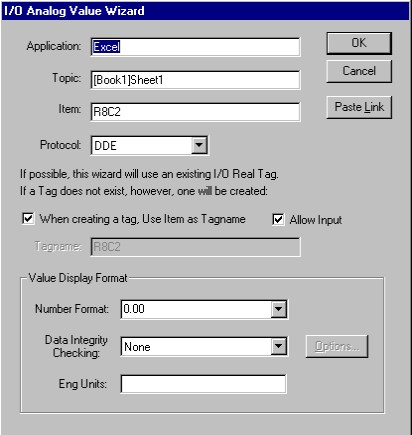 I/O Analog Value Wizard
Application: Excel
OK
Topic: [Book1]Sheet1
Cancel
Item: R8C2
Paste Link
Protocol: DDE
If possible, this wizard will use an existing I/O Real Tag.
If a Tag does not exist, however, one will be created:
When creating a tag, Use Item as Tagname
Allow Input
Tagname: R8C2
Value Display Format
Number Format: 0.00
Data Integrity
Checking: None
Options...
Eng Units: